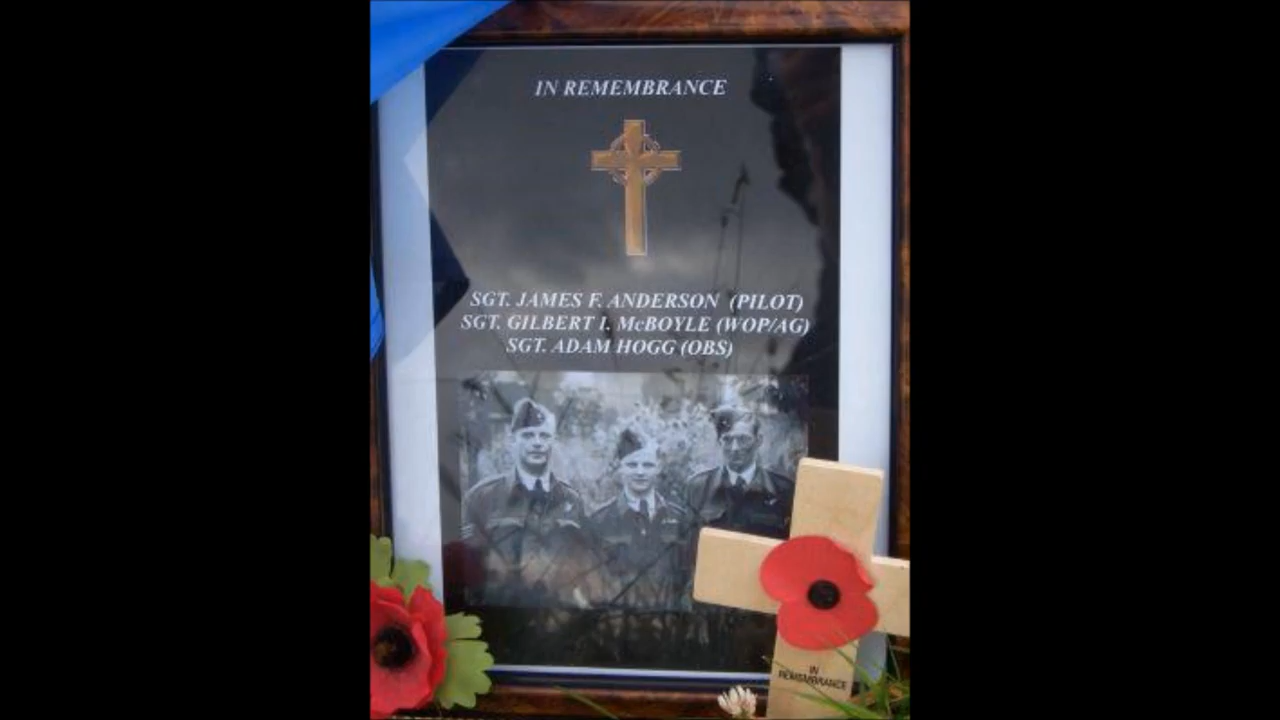 IN REMEMBRANCE
SGT. JAMES F. ANDERSON (PILOT)
SGT. GILBERT I. McBOYLE (WOP/AG)
SGT. ADAM HOGG (OBS)
IN
REMEMBRANCE